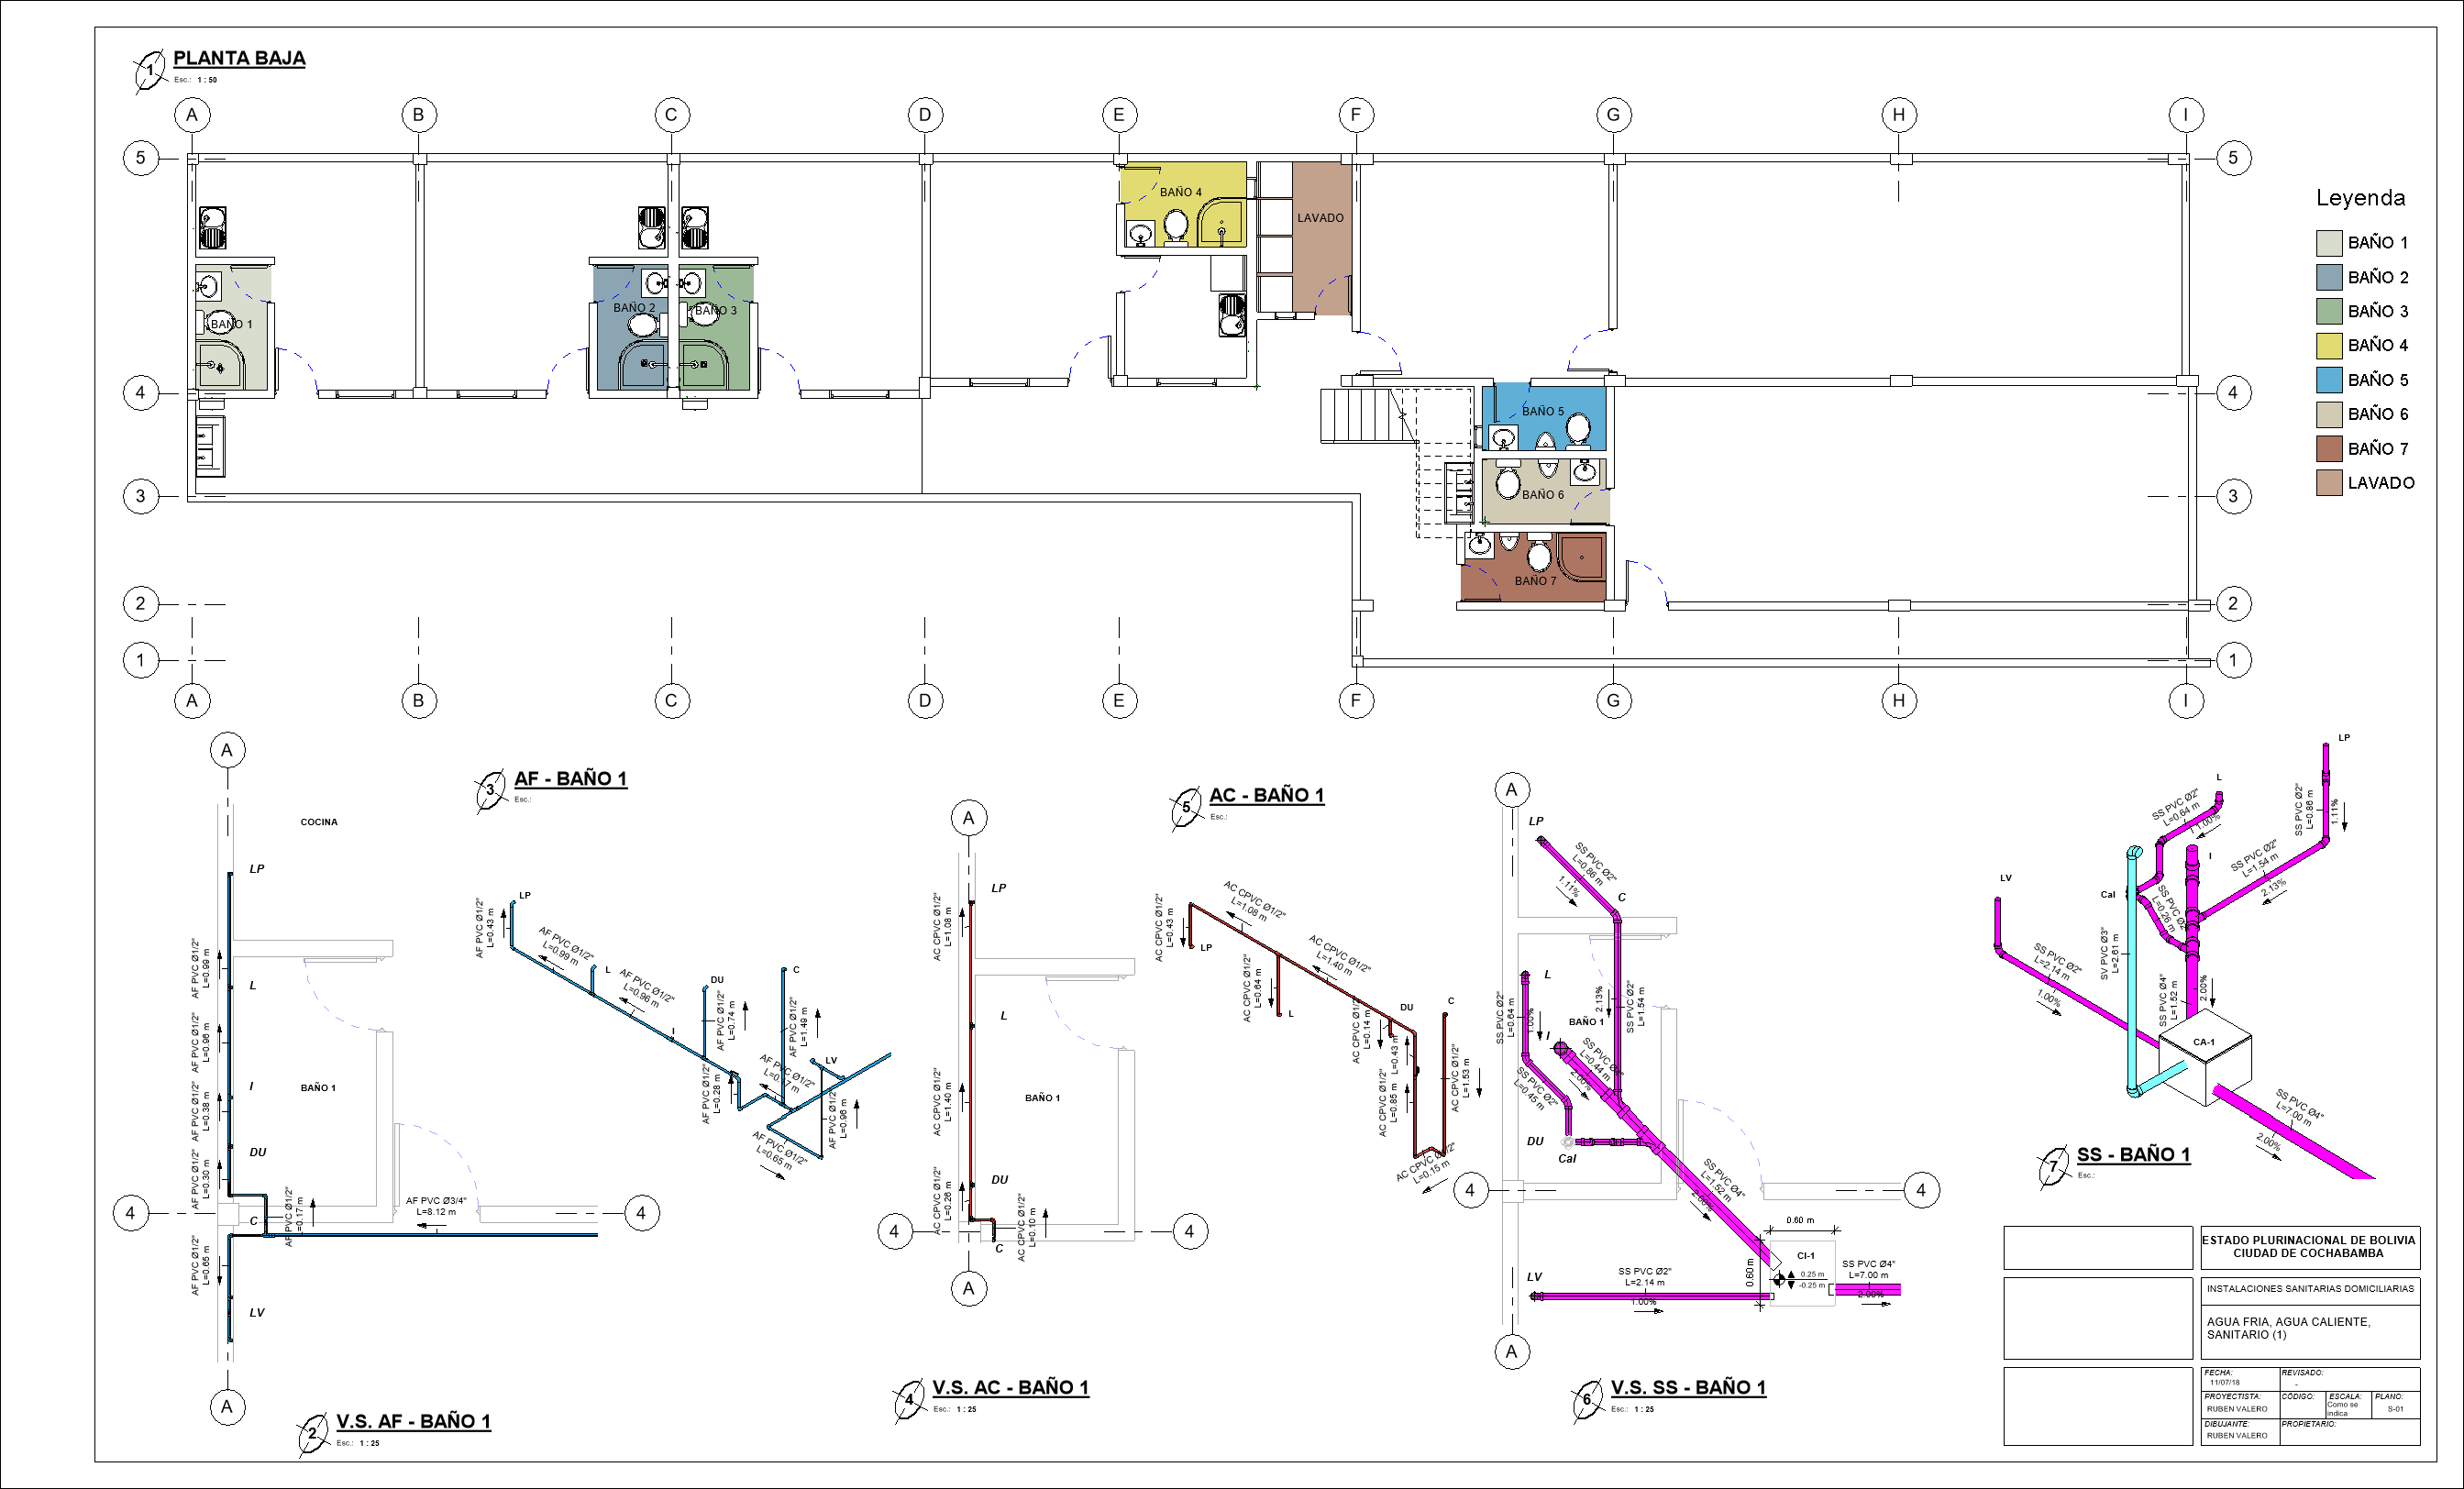 1
PLANTA BAJA
Esc.: 1 : 50
A
B
C
D
E
F
G
H
I
5
5
BAÑO 4
LAVADO
BAÑO 1
BAÑO 2
BAÑO 3
4
4
BAÑO 5
BAÑO 6
3
3
BAÑO 7
2
2
1
1
A
B
C
D
E
F
G
H
I
Leyenda
BAÑO 1
BAÑO 2
BAÑO 3
BAÑO 4
BAÑO 5
BAÑO 6
BAÑO 7
LAVADO
A
COCINA
LP
AF PVC Ø1/2"
L=0.99 m
L
AF PVC Ø1/2"
L=0.96 m
I
BAÑO 1
AF PVC Ø1/2"
L=0.38 m
DU
AF PVC Ø1/2"
L=0.30 m
AF PVC Ø1/2"
L=0.17 m
AF PVC Ø3/4"
L=8.12 m
4
4
C
AF PVC Ø1/2"
L=0.65 m
LV
A
2
V.S. AF - BAÑO 1
Esc.: 1 : 25
3
AF - BAÑO 1
Esc.:
LP
AF PVC Ø1/2"
L=0.43 m
AF PVC Ø1/2"
L=0.99 m
L
AF PVC Ø1/2"
L=0.96 m
I
DU
AF PVC Ø1/2"
L=0.74 m
C
AF PVC Ø1/2"
L=1.49 m
AF PVC Ø1/2"
L=0.28 m
AF PVC Ø1/2"
L=0.17 m
LV
AF PVC Ø1/2"
L=0.96 m
AF PVC Ø1/2"
L=0.65 m
A
LP
AC CPVC Ø1/2"
L=1.08 m
L
AC CPVC Ø1/2"
L=1.40 m
BAÑO 1
DU
AC CPVC Ø1/2"
L=0.26 m
AC CPVC Ø1/2"
L=0.10 m
4
4
C
A
4
V.S. AC - BAÑO 1
Esc.: 1 : 25
5
AC - BAÑO 1
Esc.:
AC CPVC Ø1/2"
L=0.43 m
LP
AC CPVC Ø1/2"
L=1.08 m
AC CPVC Ø1/2"
L=0.64 m
L
AC CPVC Ø1/2"
L=1.40 m
DU
C
AC CPVC Ø1/2"
L=0.14 m
L=0.43 m
AC CPVC Ø1/2"
L=0.85 m
AC CPVC Ø1/2"
L=1.53 m
AC CPVC Ø1/2"
L=0.15 m
A
LP
SS PVC Ø2"
L=0.86 m
1.11%
C
L
SS PVC Ø2"
L=0.64 m
1.00%
BAÑO 1
2.13%
SS PVC Ø2"
L=1.54 m
I
SS PVC Ø4"
L=0.44 m
2.00%
SS PVC Ø2"
L=0.45 m
DU
Cal
SS PVC Ø4"
L=1.52 m
2.00%
4
4
0.60 m
0.60 m
CI-1
0.25 m
-0.25 m
LV
SS PVC Ø2"
L=2.14 m
1.00%
SS PVC Ø4"
L=7.00 m
2.00%
A
6
V.S. SS - BAÑO 1
Esc.: 1 : 25
LP
L
SS PVC Ø2"
L=0.64 m
1.00%
SS PVC Ø2"
L=0.86 m
1.11%
I
SS PVC Ø2"
L=1.54 m
2.13%
LV
Cal
SS PVC Ø2"
L=0.26 m
SV PVC Ø3"
L=2.61 m
SS PVC Ø2"
L=2.14 m
1.00%
SS PVC Ø4"
L=1.52 m
2.00%
CA-1
SS PVC Ø4"
L=7.00 m
2.00%
7
SS - BAÑO 1
Esc.:
ESTADO PLURINACIONAL DE BOLIVIA
CIUDAD DE COCHABAMBA
INSTALACIONES SANITARIAS DOMICILIARIAS
AGUA FRIA, AGUA CALIENTE,
SANITARIO (1)
FECHA:
11/07/18
REVISADO:
-
PROYECTISTA:
RUBEN VALERO
CÓDIGO:
ESCALA:
Como se
indica
PLANO:
S-01
DIBUJANTE:
RUBEN VALERO
PROPIETARIO: